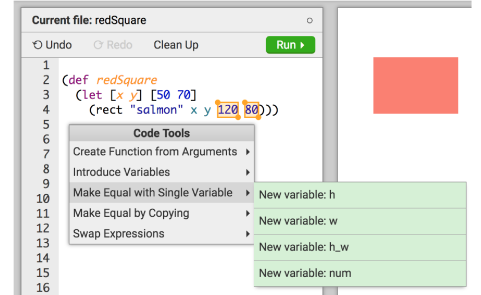 Current file: redSquare
Undo Redo Clean Up Run
1
2 (def redSquare
3 (let [x y] [50 70]
4 (rect "salmon" x y 120 80)))
5
6
7
8
9
10
11
12
13
14
15
16
Code Tools
Create Function from Arguments
Introduce Variables
Make Equal with Single Variable
Make Equal by Copying
Swap Expressions
New variable: h
New variable: w
New variable: h_w
New variable: num